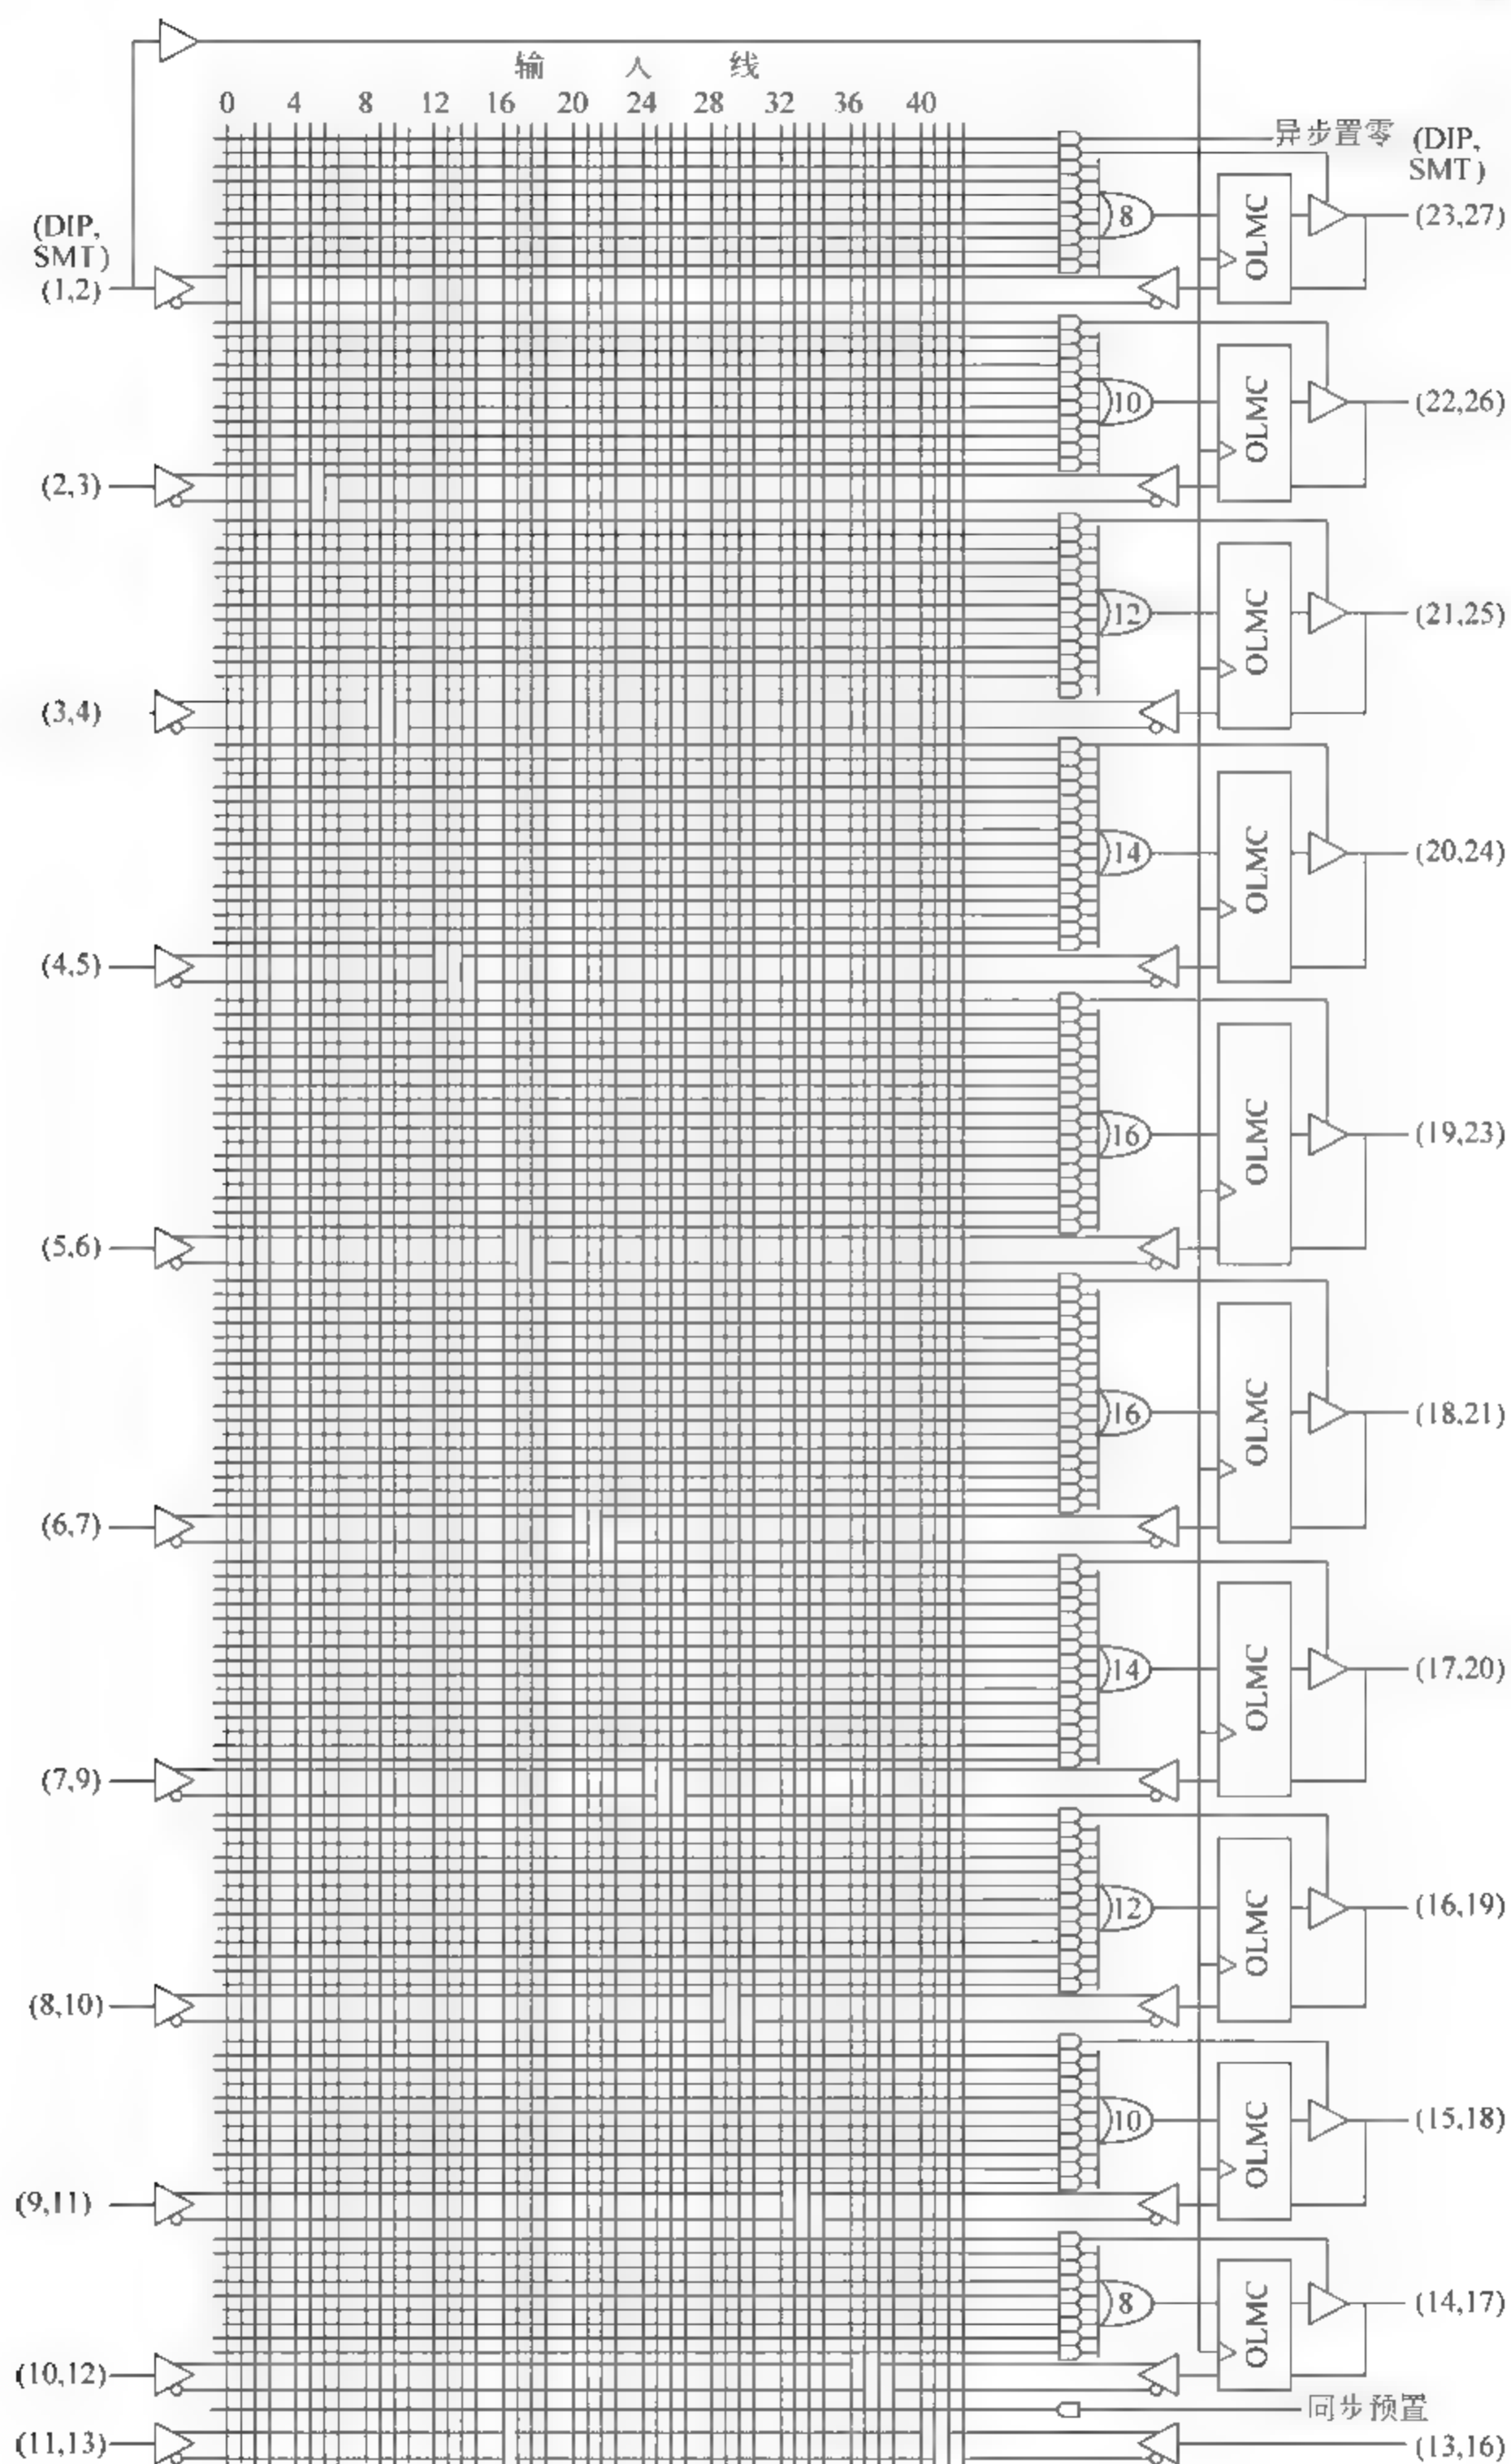 输 入 线
0 4 8 12 16 20 24 28 32 36 40
异步置零 (DIP,
SMT)
(DIP,
SMT)
8
OLMC
(23,27)
(1,2)
10
OLMC
(22,26)
(2,3)
12
OLMC
(21,25)
(3,4)
14
OLMC
(20,24)
(4,5)
16
OLMC
(19,23)
(5,6)
16
OLMC
(18,21)
(6,7)
14
OLMC
(17,20)
(7,9)
12
OLMC
(16,19)
(8,10)
10
OLMC
(15,18)
(9,11)
8
OLMC
(14,17)
(10,12)
同步预置
(11,13)
(13,16)